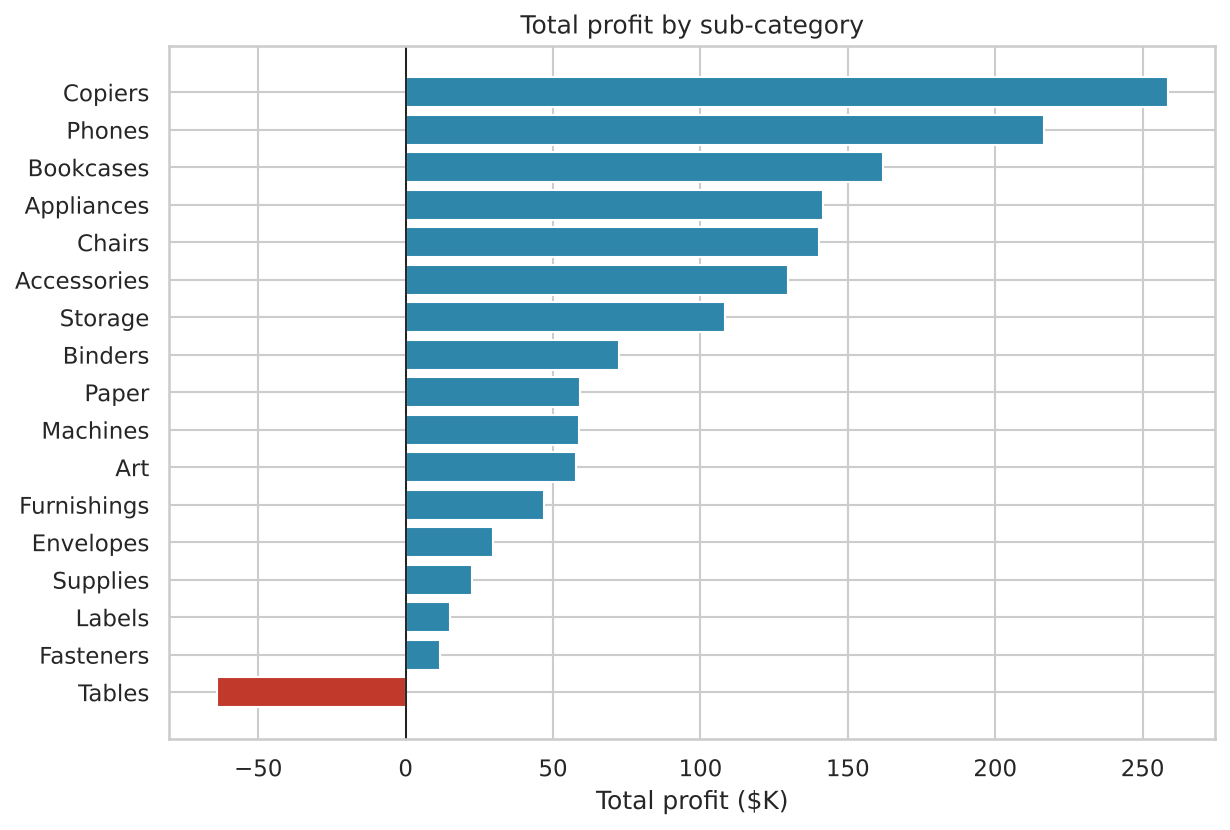 Total profit by sub-category
Copiers
Phones
Bookcases
Appliances
Chairs
Accessories
Storage
Binders
Paper
Machines
Art
Furnishings
Envelopes
Supplies
Labels
Fasteners
Tables
−50 0 50 100 150 200 250
Total profit ($K)